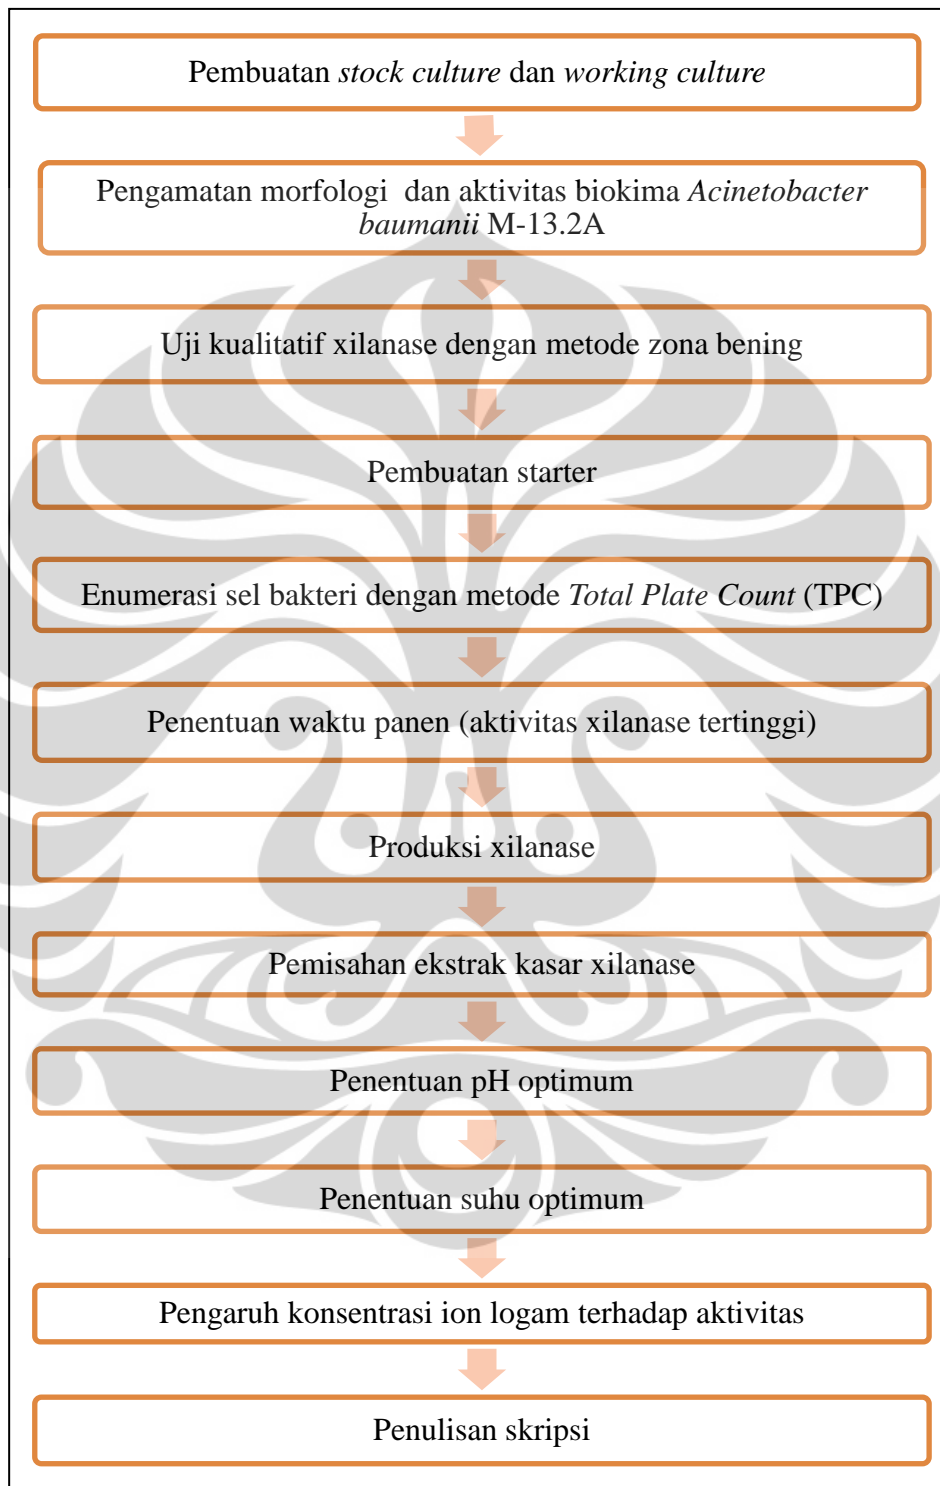 Pembuatan stock culture dan working culture
Pengamatan morfologi dan aktivitas biokima Acinetobacter
baumanii M-13.2A
Uji kualitatif xilanase dengan metode zona bening
Pembuatan starter
Enumerasi sel bakteri dengan metode Total Plate Count (TPC)
Penentuan waktu panen (aktivitas xilanase tertinggi)
Produksi xilanase
Pemisahan ekstrak kasar xilanase
Penentuan pH optimum
Penentuan suhu optimum
Pengaruh konsentrasi ion logam terhadap aktivitas
Penulisan skripsi